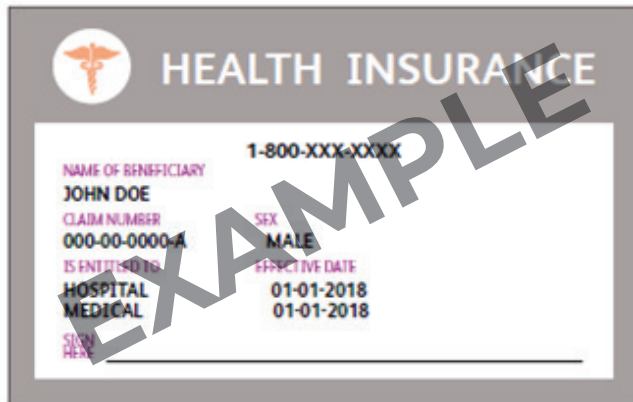 HEALTH INSURANCE
1-800-XXX-XXXX
NAME OF BENEFICIARY
JOHN DOE
CLAIM NUMBER SEX
000-00-0000-A MALE
IS ENTITLED TO EFFECTIVE DATE
HOSPITAL 01-01-2018
MEDICAL 01-01-2018
SIGN
HERE
EXAMPLE